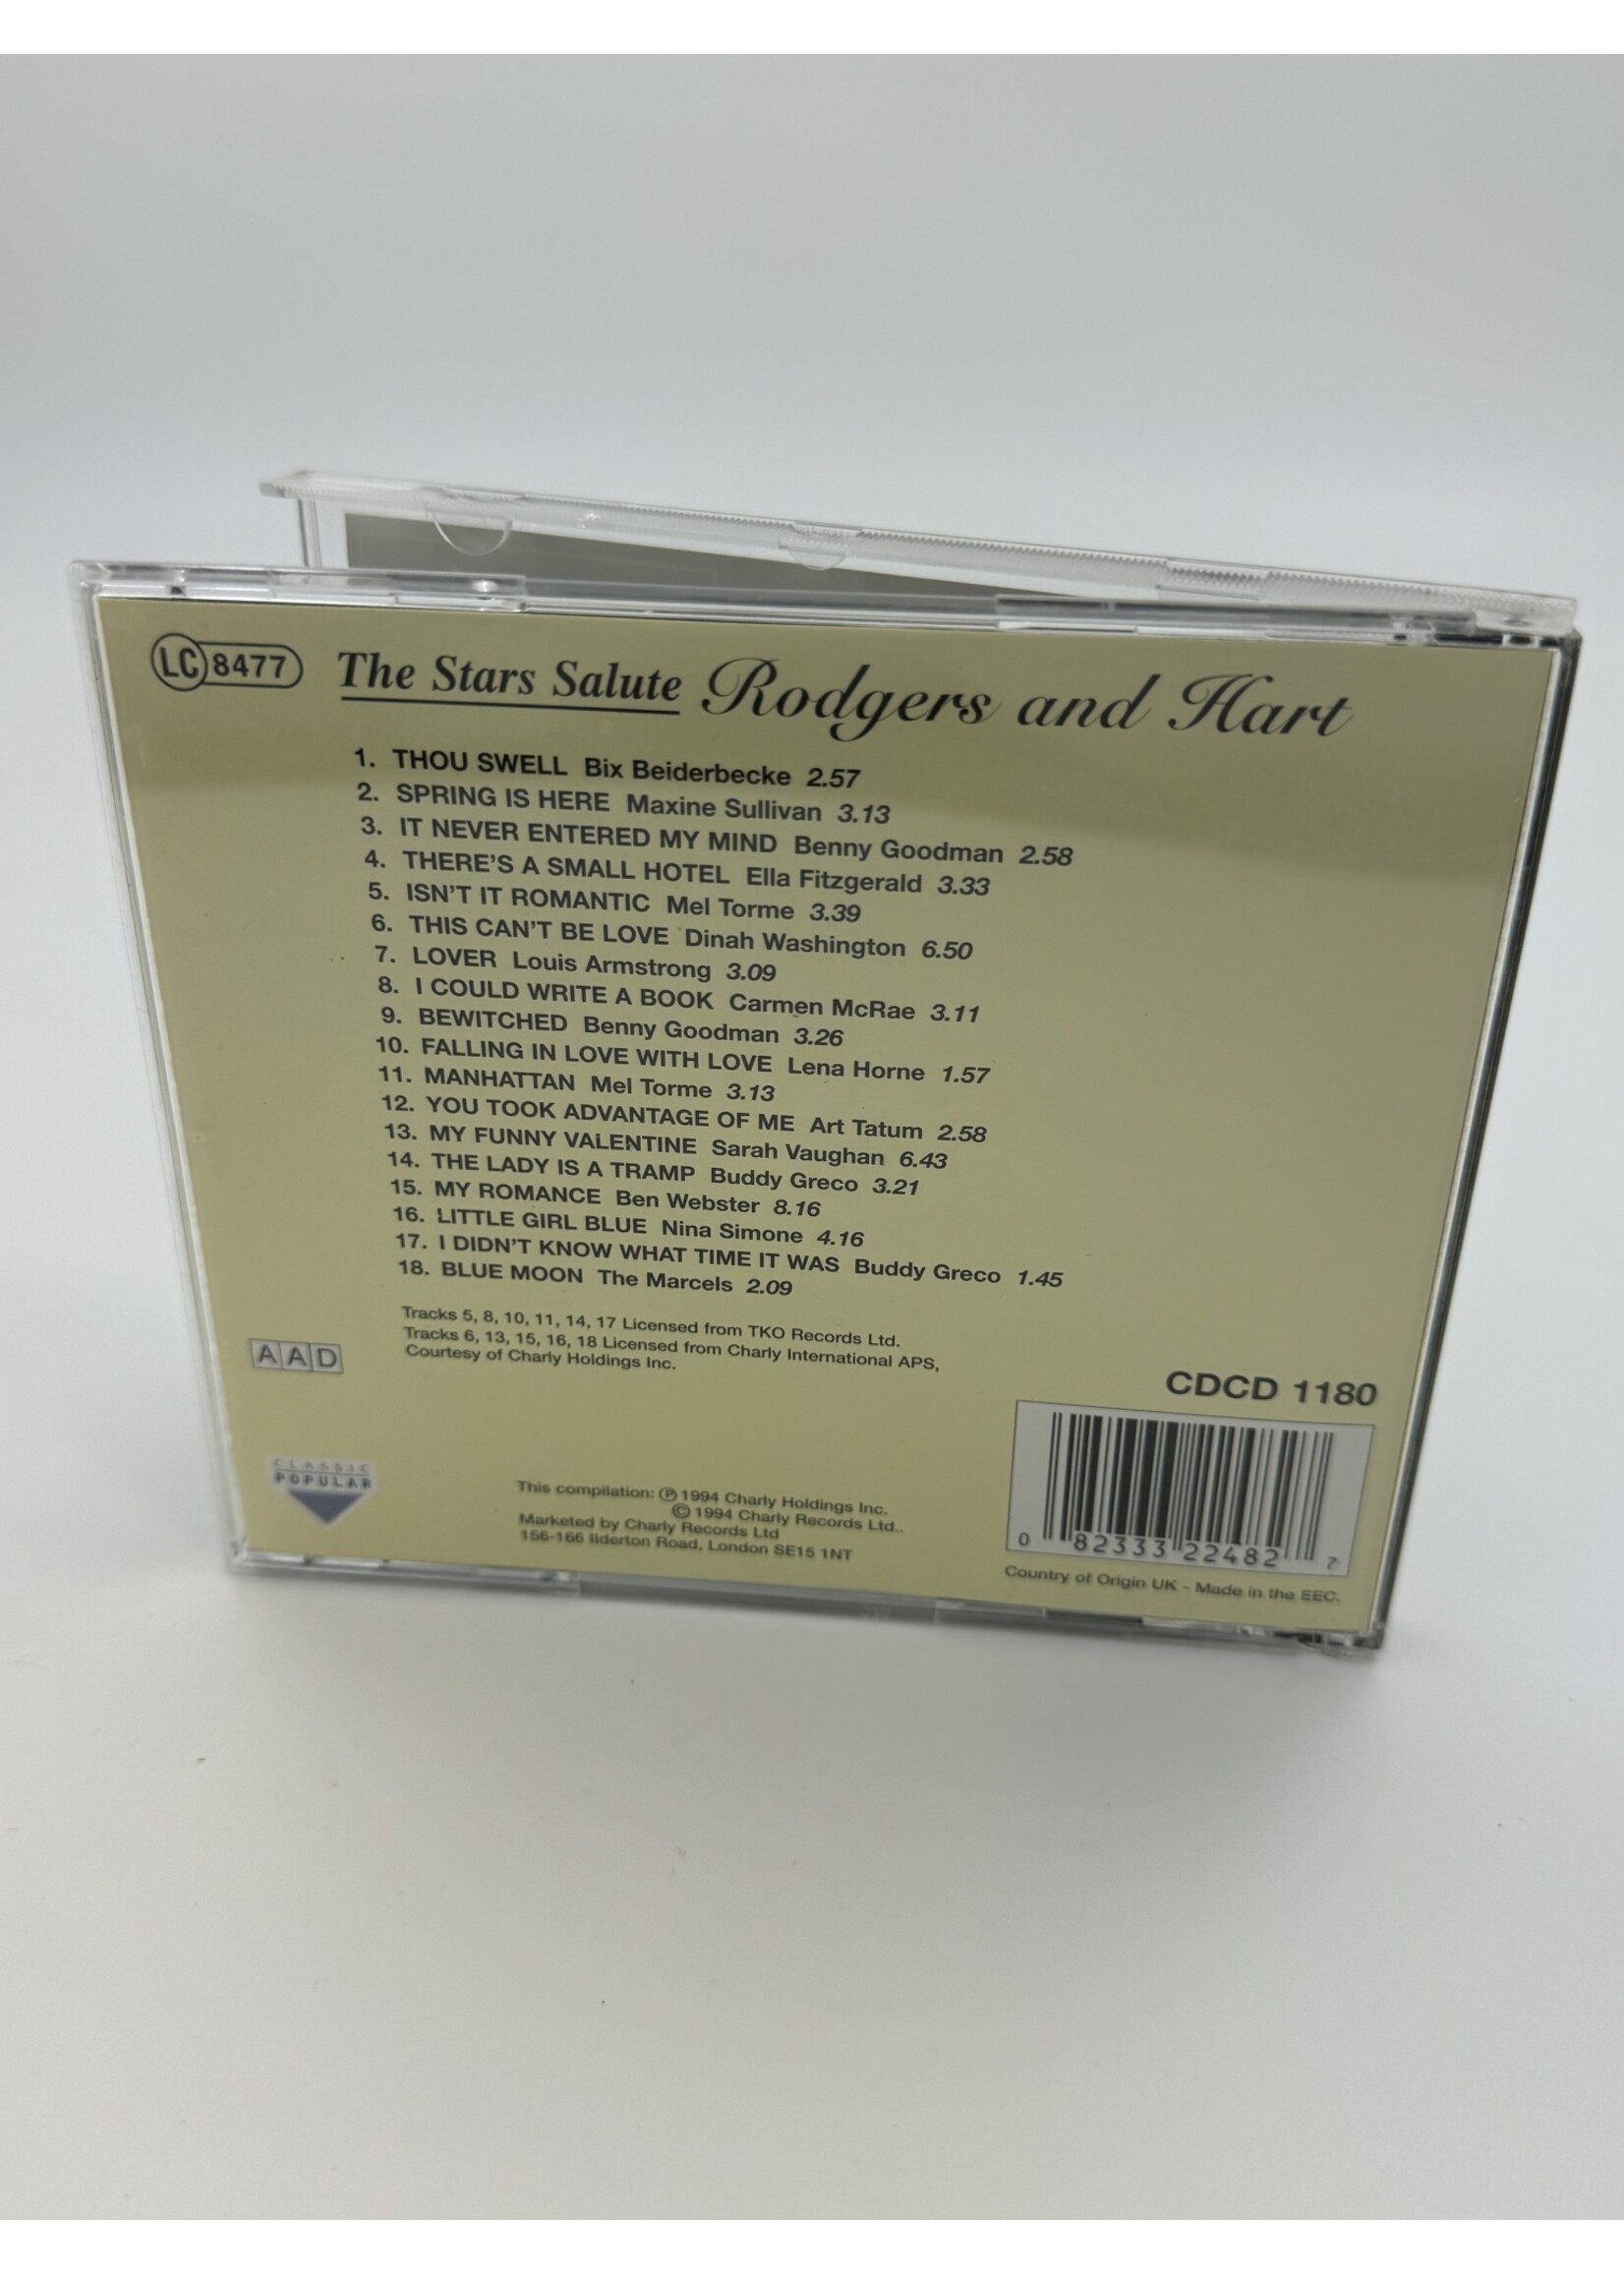 LC 8477
The Stars Salute Rodgers and Hart
1. THOU SWELL Bix Beiderbecke 2.57
2. SPRING IS HERE Maxine Sullivan 3.13
3. IT NEVER ENTERED MY MIND Benny Goodman 2.58
4. THERE'S A SMALL HOTEL Ella Fitzgerald 3.33
5. ISN'T IT ROMANTIC Mel Torme 3.39
6. THIS CAN'T BE LOVE Dinah Washington 6.50
7. LOVER Louis Armstrong 3.09
8. I COULD WRITE A BOOK Carmen McRae 3.11
9. BEWITCHED Benny Goodman 3.26
10. FALLING IN LOVE WITH LOVE Lena Horne 1.57
11. MANHATTAN Mel Torme 3.13
12. YOU TOOK ADVANTAGE OF ME Art Tatum 2.58
13. MY FUNNY VALENTINE Sarah Vaughan 6.43
14. THE LADY IS A TRAMP Buddy Greco 3.21
15. MY ROMANCE Ben Webster 8.16
16. LITTLE GIRL BLUE Nina Simone 4.16
17. I DIDN'T KNOW WHAT TIME IT WAS Buddy Greco 1.45
18. BLUE MOON The Marcels 2.09
Tracks 5, 8, 10, 11, 14, 17 Licensed from TKO Records Ltd.
Tracks 6, 13, 15, 16, 18 Licensed from Charly International APS,
Courtesy of Charly Holdings Inc.
AAD
CDCD 1180
CLASSIC
POPULAR
This compilation: ℗ 1994 Charly Holdings Inc.
© 1994 Charly Records Ltd..
Marketed by Charly Records Ltd
156-166 Ilderton Road, London SE15 1NT
0 82333 22482 7
Country of Origin UK - Made in the EEC.